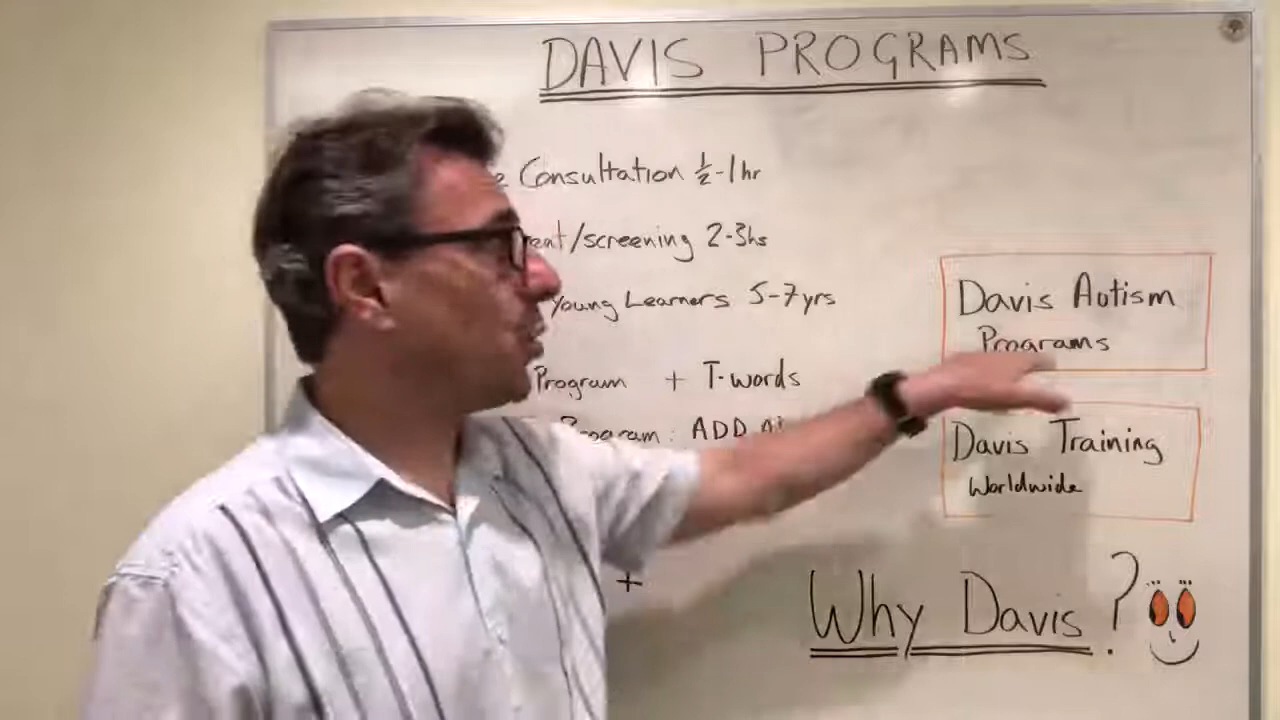 DAVIS PROGRAMS
Consultation ½-1hr
/screening 2-3hs
Young Learners 5-7yrs
Program + T-words
Program: ADD
Davis Autism
Programs
Davis Training
Worldwide
+
Why Davis?